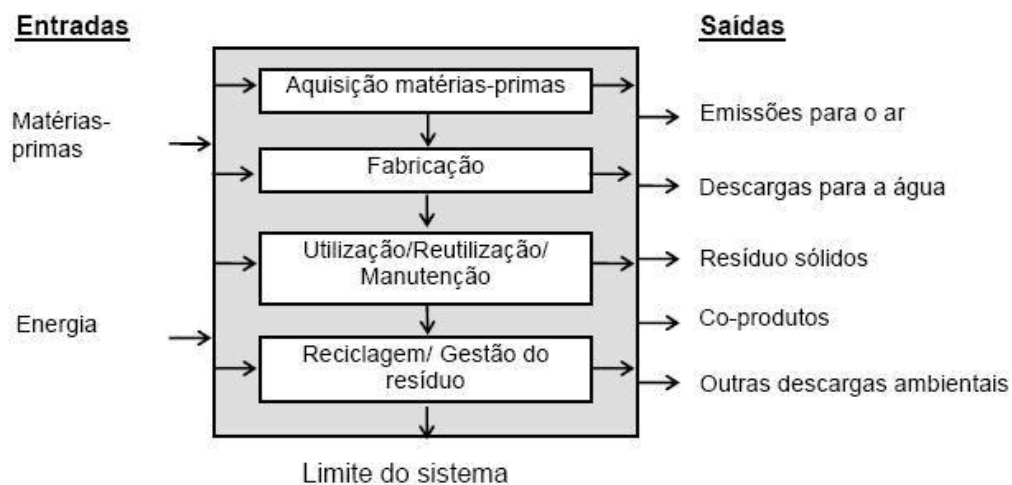 Entradas
Matérias-
primas
Energia
Aquisição matérias-primas
Fabricação
Utilização/Reutilização/
Manutenção
Reciclagem/ Gestão do
resíduo
Limite do sistema
Saídas
Emissões para o ar
Descargas para a água
Resíduo sólidos
Co-produtos
Outras descargas ambientais